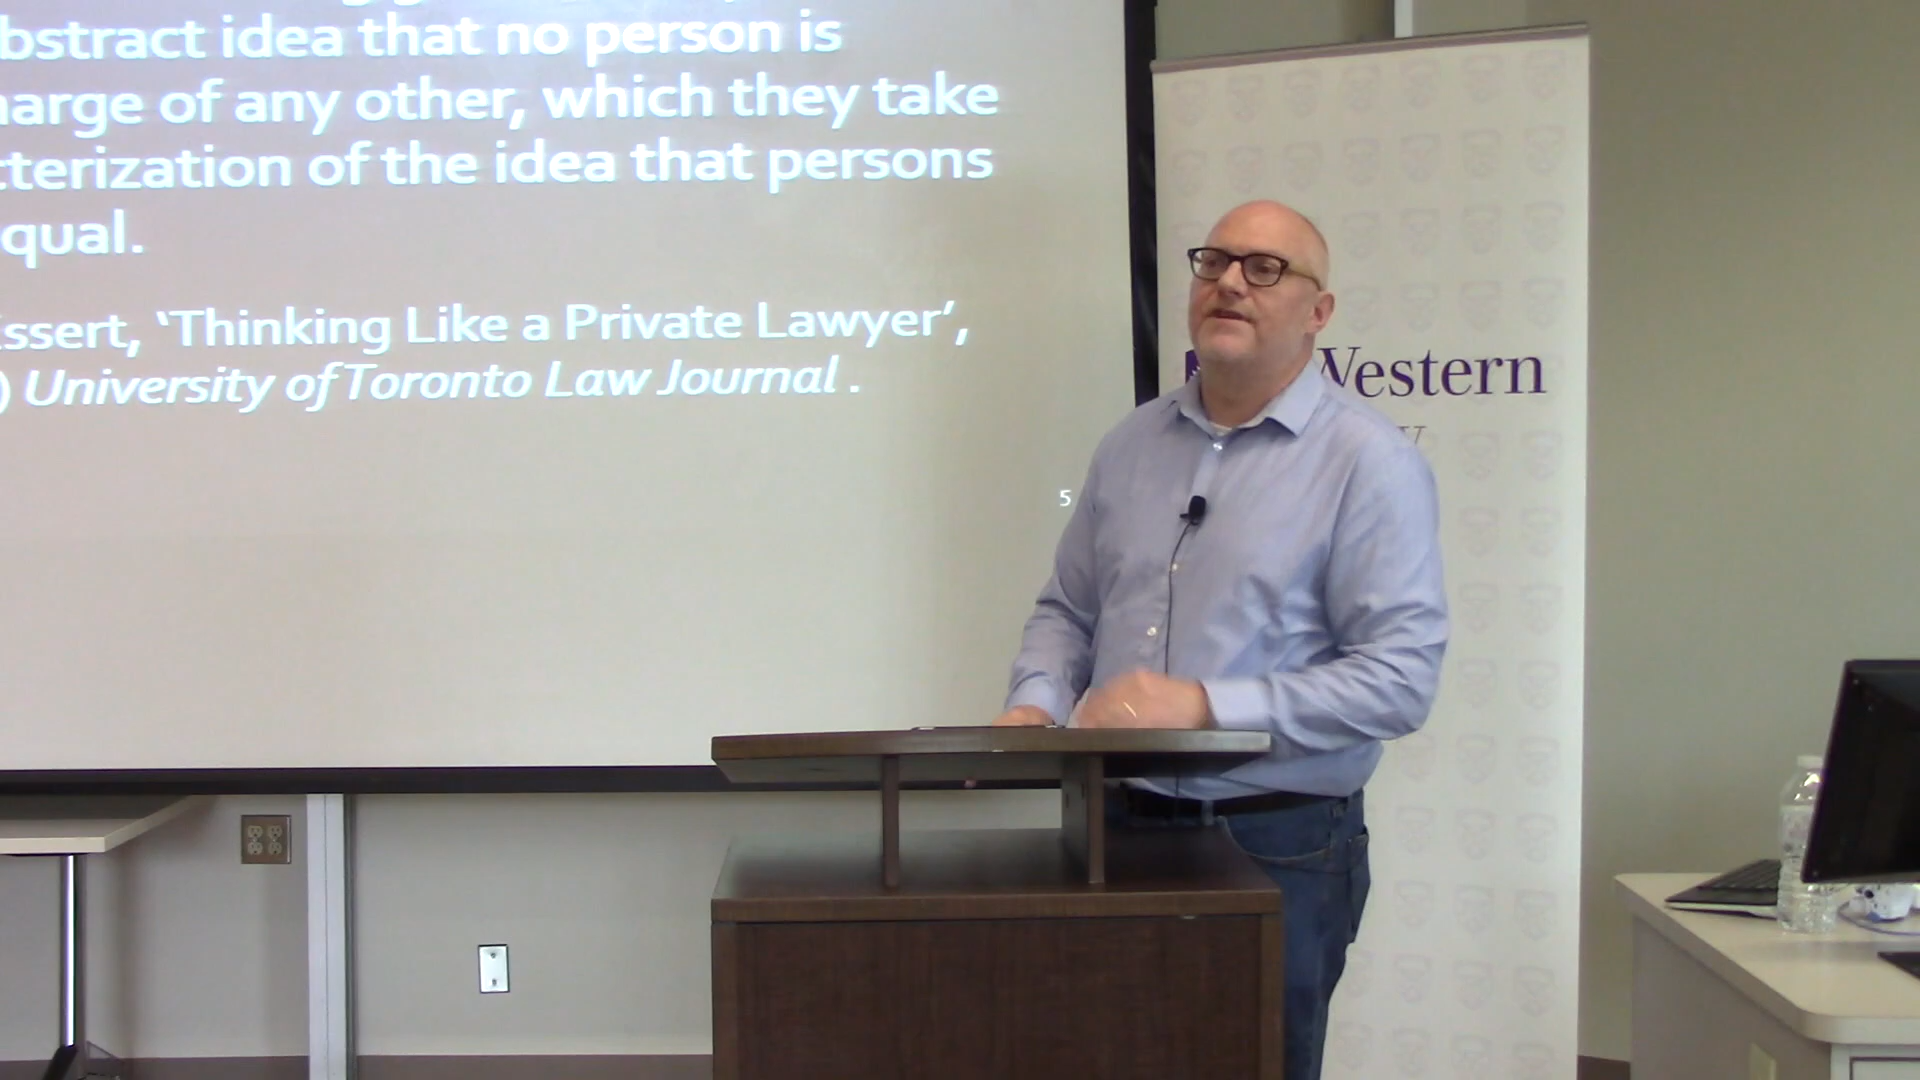 bstract idea that no person is
harge of any other, which they take
cterization of the idea that persons
qual.
Essert, ‘Thinking Like a Private Lawyer’,
) University of Toronto Law Journal .
5
Western